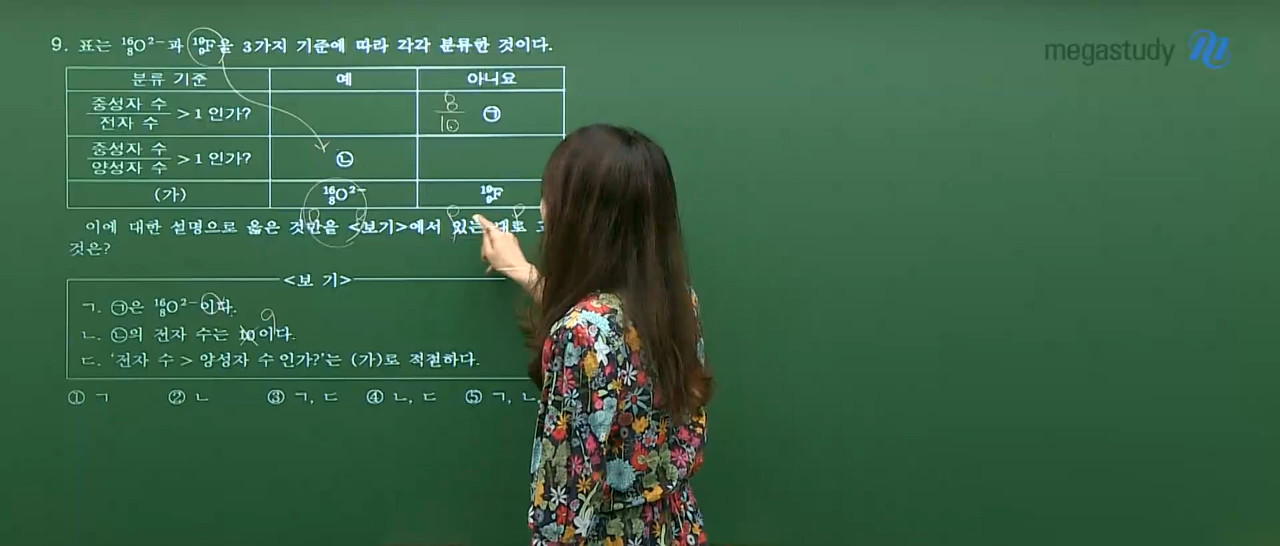 megastudy
9. 표는 ¹⁶₈O²⁻과 ¹⁹₉F을 3가지 기준에 따라 각각 분류한 것이다.
분류 기준 예 아니요
중성자 수/전자 수 > 1 인가? 8/10 ㉠
중성자 수/양성자 수 > 1 인가? ㉡
(가) ¹⁶₈O²⁻ ¹⁹₉F
이에 대한 설명으로 옳은 것만을 <보기>에서 있는 대로
것은?
<보 기>
ㄱ. ㉠은 ¹⁶₈O²⁻이다.
ㄴ. ㉡의 전자 수는 10이다. 9
ㄷ. ‘전자 수 > 양성자 수 인가?’는 (가)로 적절하다.
① ㄱ ② ㄴ ③ ㄱ, ㄷ ④ ㄴ, ㄷ ⑤ ㄱ, ㄴ,